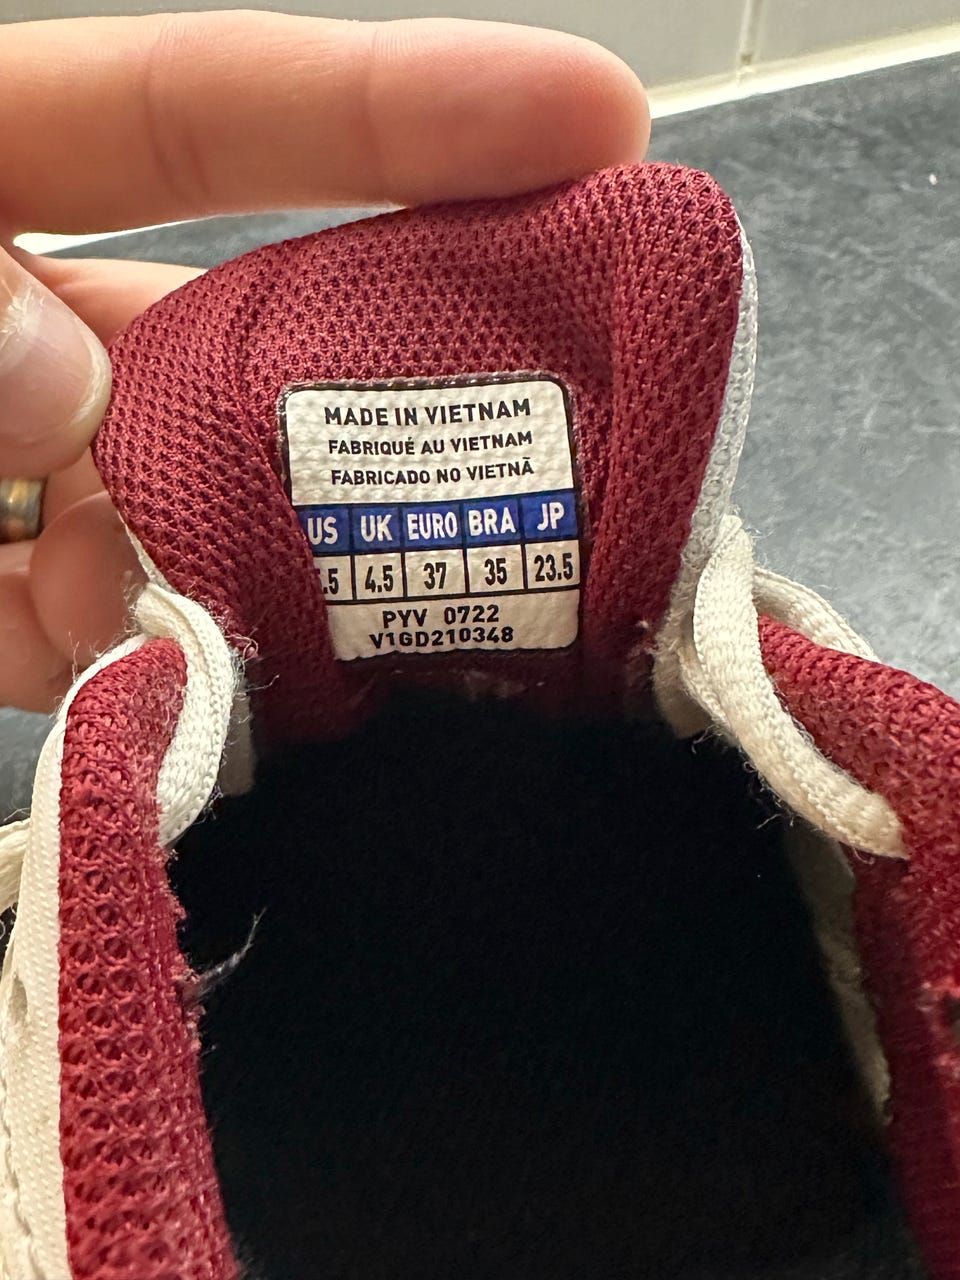 MADE IN VIETNAM
FABRIQUÉ AU VIETNAM
FABRICADO NO VIETNÃ
US UK EURO BRA JP
.5 4.5 37 35 23.5
PYV 0722
V1GD210348